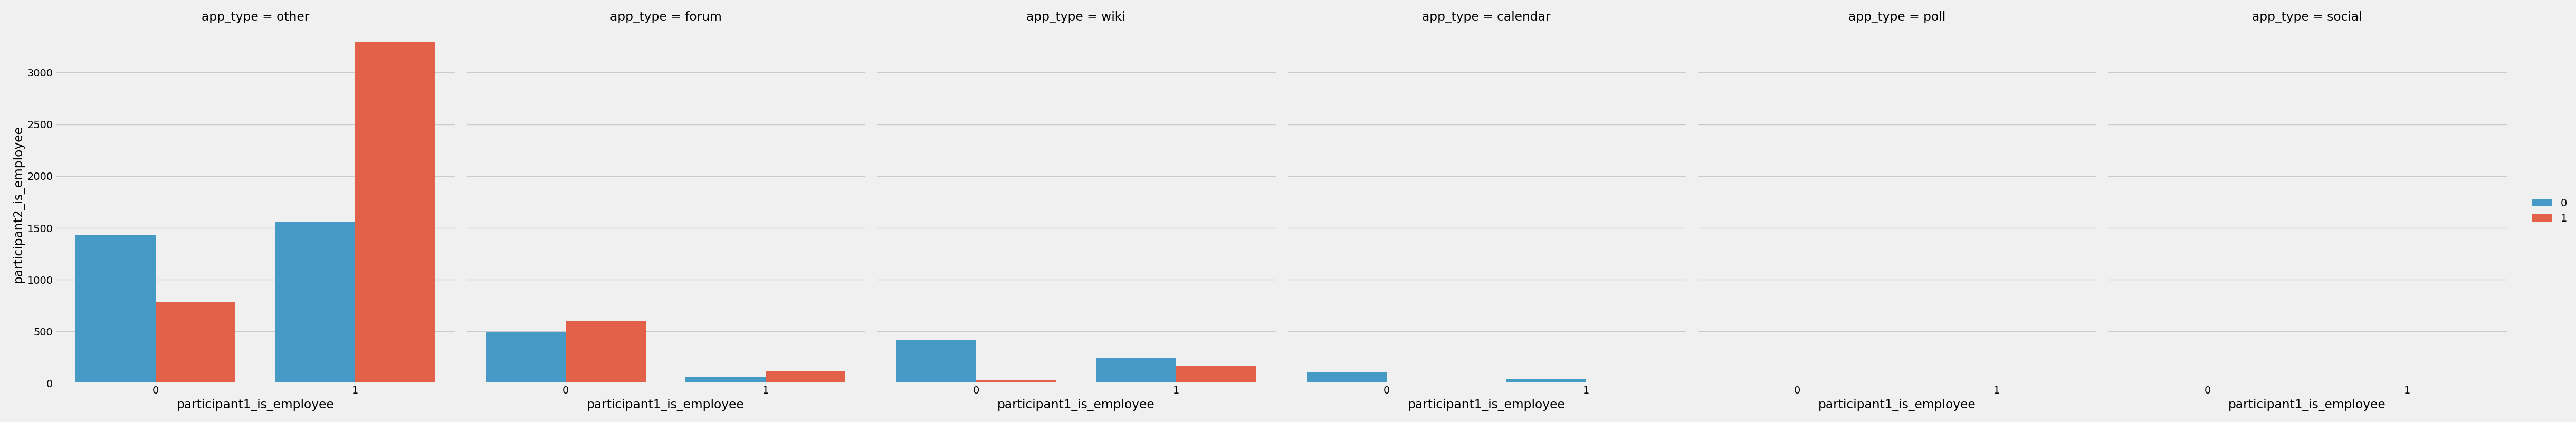 app_type = other
app_type = forum
app_type = wiki
app_type = calendar
app_type = poll
app_type = social
participant2_is_employee
3000
2500
2000
1500
1000
500
0
0 1
0 1
0 1
0 1
0 1
0 1
participant1_is_employee
participant1_is_employee
participant1_is_employee
participant1_is_employee
participant1_is_employee
participant1_is_employee
0
1